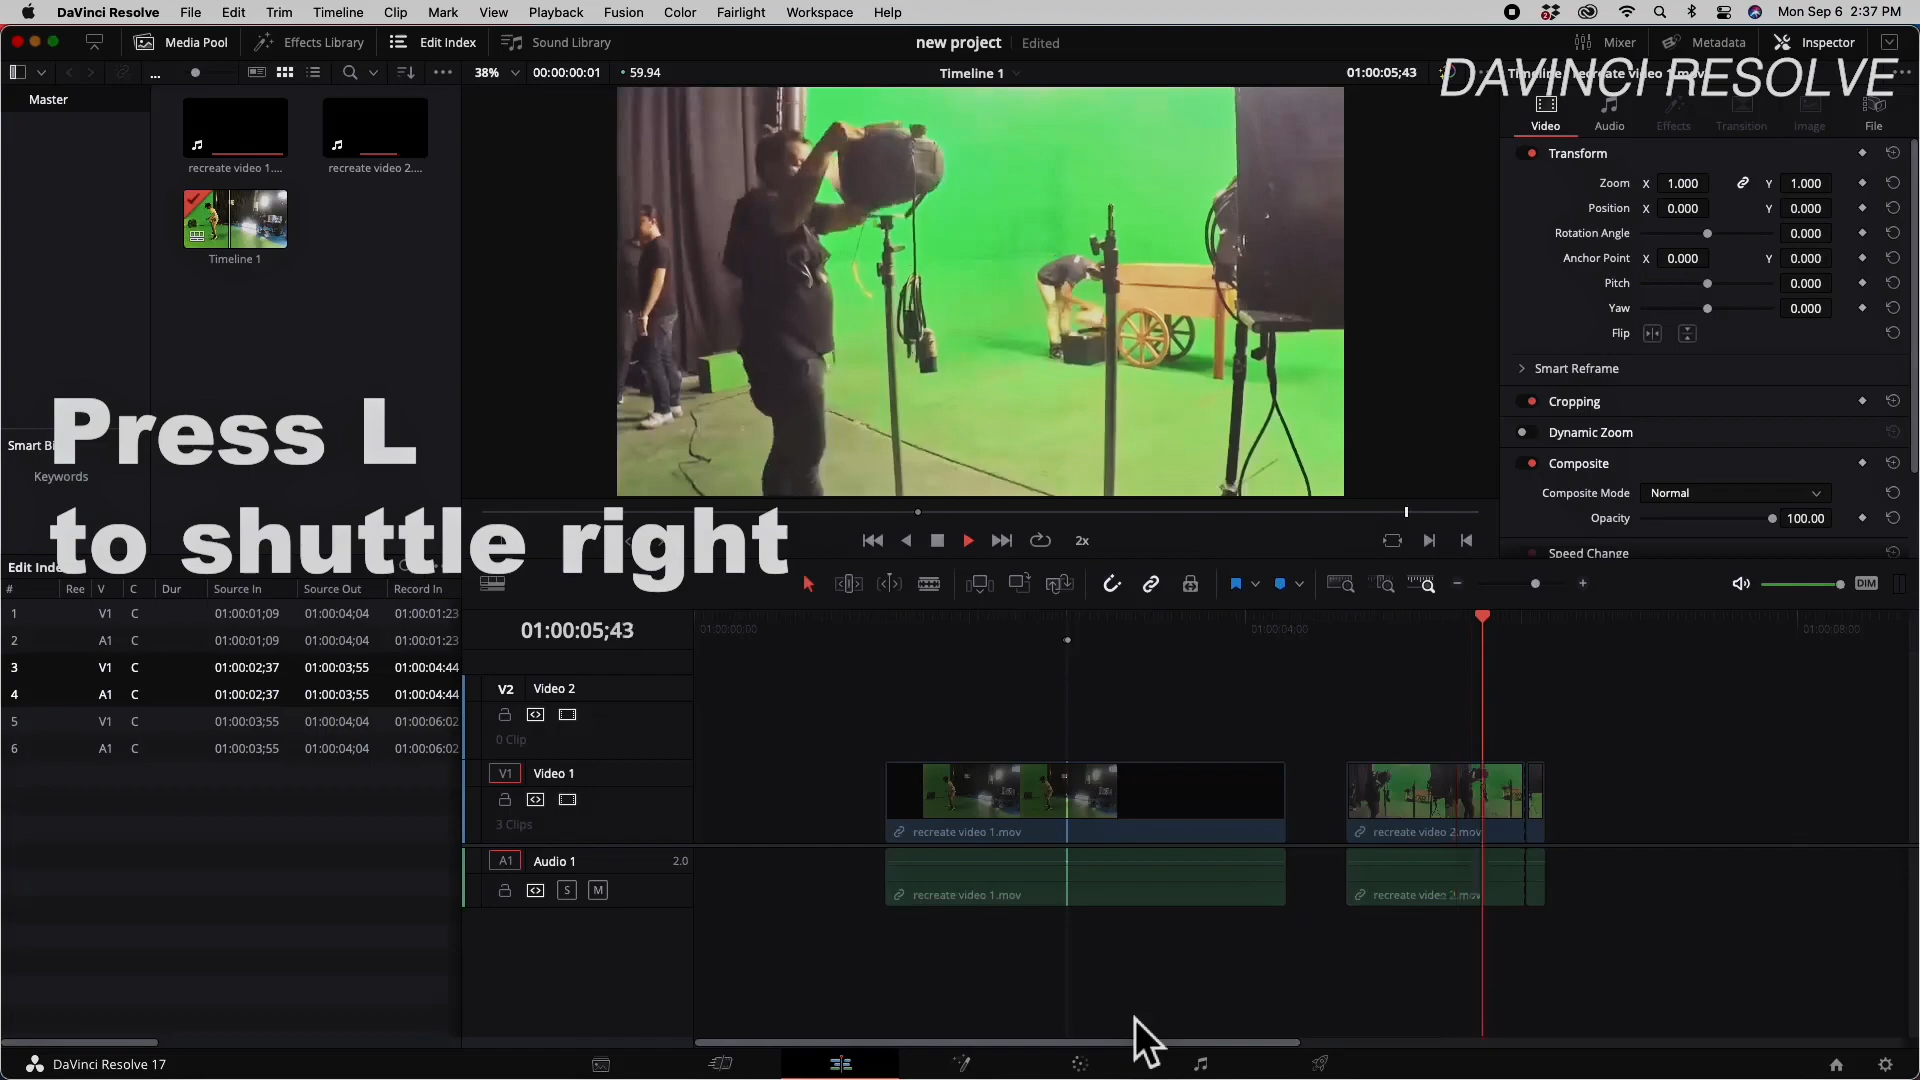 DaVinci Resolve File Edit Trim Timeline Clip Mark View Playback Fusion Color Fairlight Workspace Help Mon Sep 6 2:37 PM
Media Pool Effects Library Edit Index Sound Library new project Edited Mixer Metadata Inspector
38% 00:00:00:01 59.94 Timeline 1 01:00:05;43
DAVINCI RESOLVE
Master
recreate video 1.... recreate video 2....
Timeline 1
Video Audio Effects Transition Image File
Transform
Zoom X 1.000 Y 1.000
Position X 0.000 Y 0.000
Rotation Angle 0.000
Anchor Point X 0.000 Y 0.000
Pitch 0.000
Yaw 0.000
Flip
Smart Reframe
Cropping
Dynamic Zoom
Composite
Composite Mode Normal
Opacity 100.00
Speed Change
Press L
to shuttle right
Keywords
2x
DIM
# Ree V C Dur Source In Source Out Record In
1 V1 C 01:00:01;09 01:00:04;04 01:00:01:23
2 A1 C 01:00:01;09 01:00:04;04 01:00:01:23
3 V1 C 01:00:02;37 01:00:03;55 01:00:04:44
4 A1 C 01:00:02;37 01:00:03;55 01:00:04:44
5 V1 C 01:00:03;55 01:00:04;04 01:00:06:02
6 A1 C 01:00:03;55 01:00:04;04 01:00:06:02
01:00:05;43
01:00:00:00 01:00:04:00 01:00:08:00
V2 Video 2
0 Clip
V1 Video 1
3 Clips
recreate video 1.mov recreate video 2.mov
A1 Audio 1 2.0
S M
recreate video 1.mov recreate video 2.mov
DaVinci Resolve 17